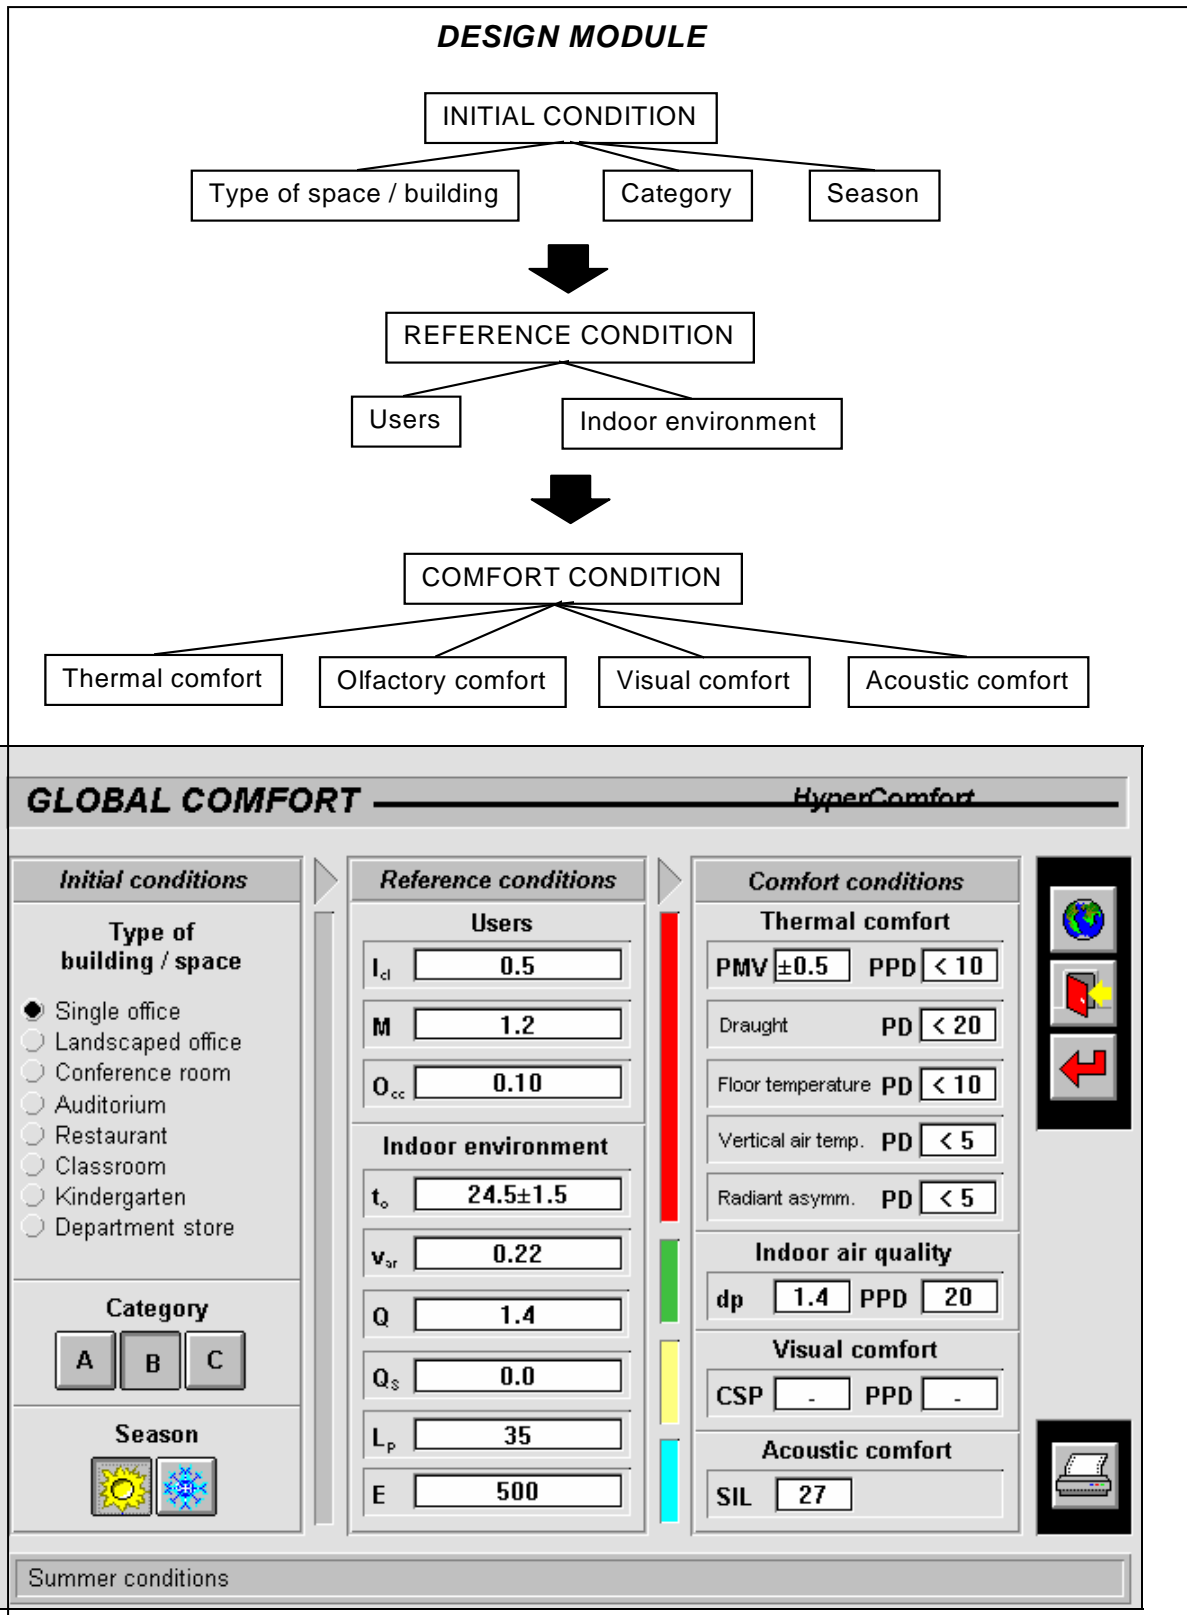 DESIGN MODULE
INITIAL CONDITION
Type of space / building
Category
Season
REFERENCE CONDITION
Users
Indoor environment
COMFORT CONDITION
Thermal comfort
Olfactory comfort
Visual comfort
Acoustic comfort
GLOBAL COMFORT
HyperComfort
Initial conditions
Type of
building / space
Single office
Landscaped office
Conference room
Auditorium
Restaurant
Classroom
Kindergarten
Department store
Category
A B C
Season
Reference conditions
Users
Icl 0.5
M 1.2
Occ 0.10
Indoor environment
to 24.5±1.5
var 0.22
Q 1.4
QS 0.0
LP 35
E 500
Comfort conditions
Thermal comfort
PMV ±0.5 PPD < 10
Draught PD < 20
Floor temperature PD < 10
Vertical air temp. PD < 5
Radiant asymm. PD < 5
Indoor air quality
dp 1.4 PPD 20
Visual comfort
CSP - PPD -
Acoustic comfort
SIL 27
Summer conditions